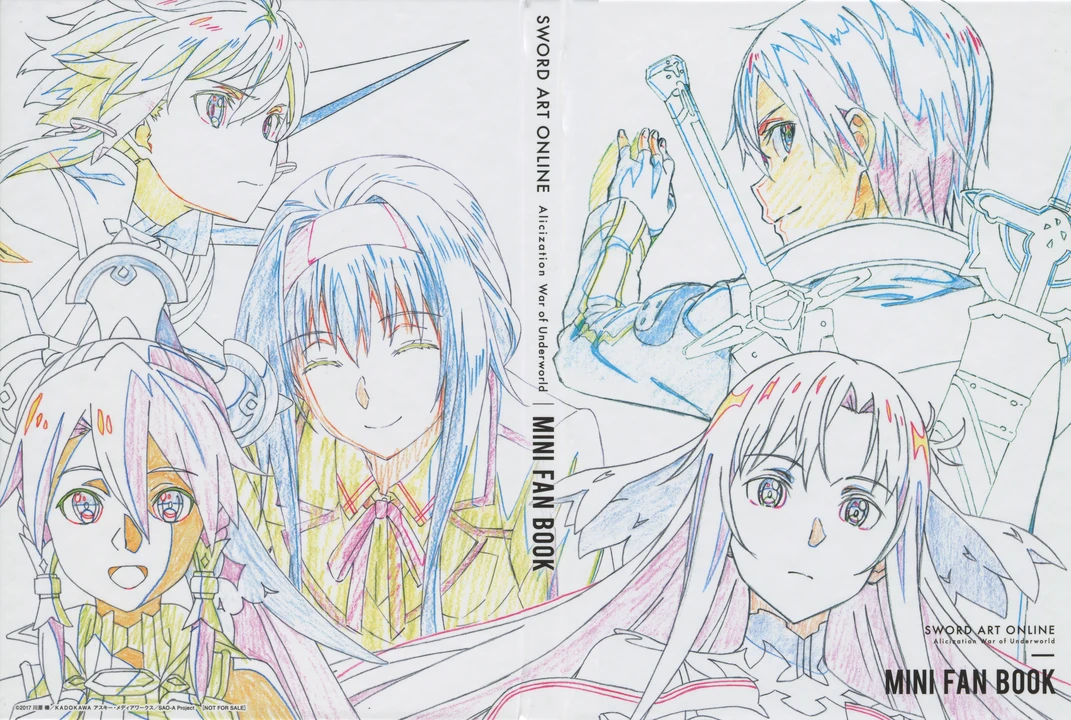 SWORD ART ONLINE Alicization War of Underworld | MINI FAN BOOK
SWORD ART ONLINE
Alicization War of Underworld
MINI FAN BOOK
©2017 川原 礫／KADOKAWA アスキー・メディアワークス／SAO-A Project 【NOT FOR SALE】